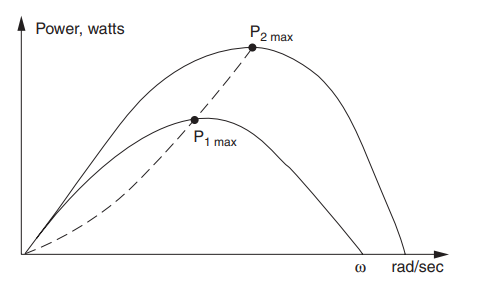 Power, watts
P2 max
P1 max
ω rad/sec